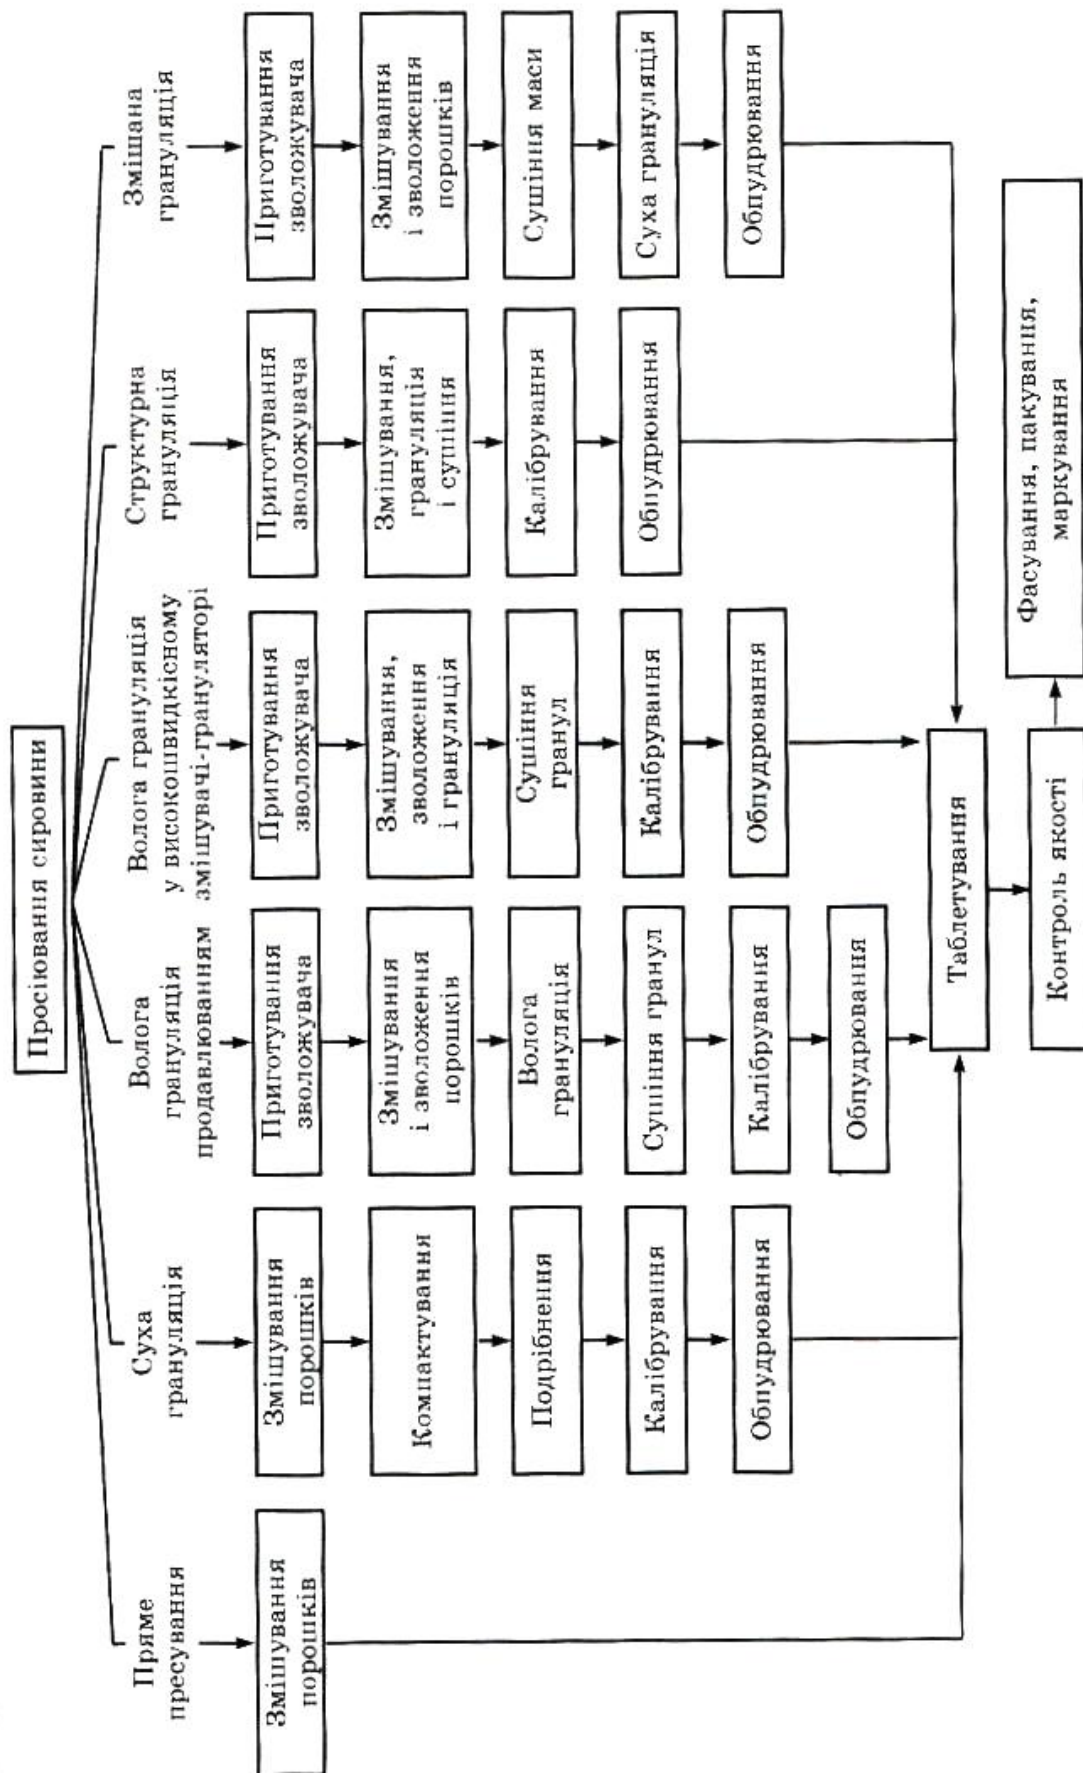 Просіювання сировини
Пряме
пресування
Змішування
порошків
Суха
грануляція
Змішування
порошків
Компактування
Подрібнення
Калібрування
Обпудрювання
Волога
грануляція
продавлюванням
Приготування
зволожувача
Змішування
і зволоження
порошків
Волога
грануляція
Сушіння гранул
Калібрування
Обпудрювання
Волога грануляція
у високошвидкісному
змішувачі-грануляторі
Приготування
зволожувача
Змішування,
зволоження
і грануляція
Сушіння
гранул
Калібрування
Обпудрювання
Структурна
грануляція
Приготування
зволожувача
Змішування,
грануляція
і сушіння
Калібрування
Обпудрювання
Змішана
грануляція
Приготування
зволожувача
Змішування
і зволоження
порошків
Сушіння маси
Суха грануляція
Обпудрювання
Таблетування
Контроль якості
Фасування, пакування,
маркування